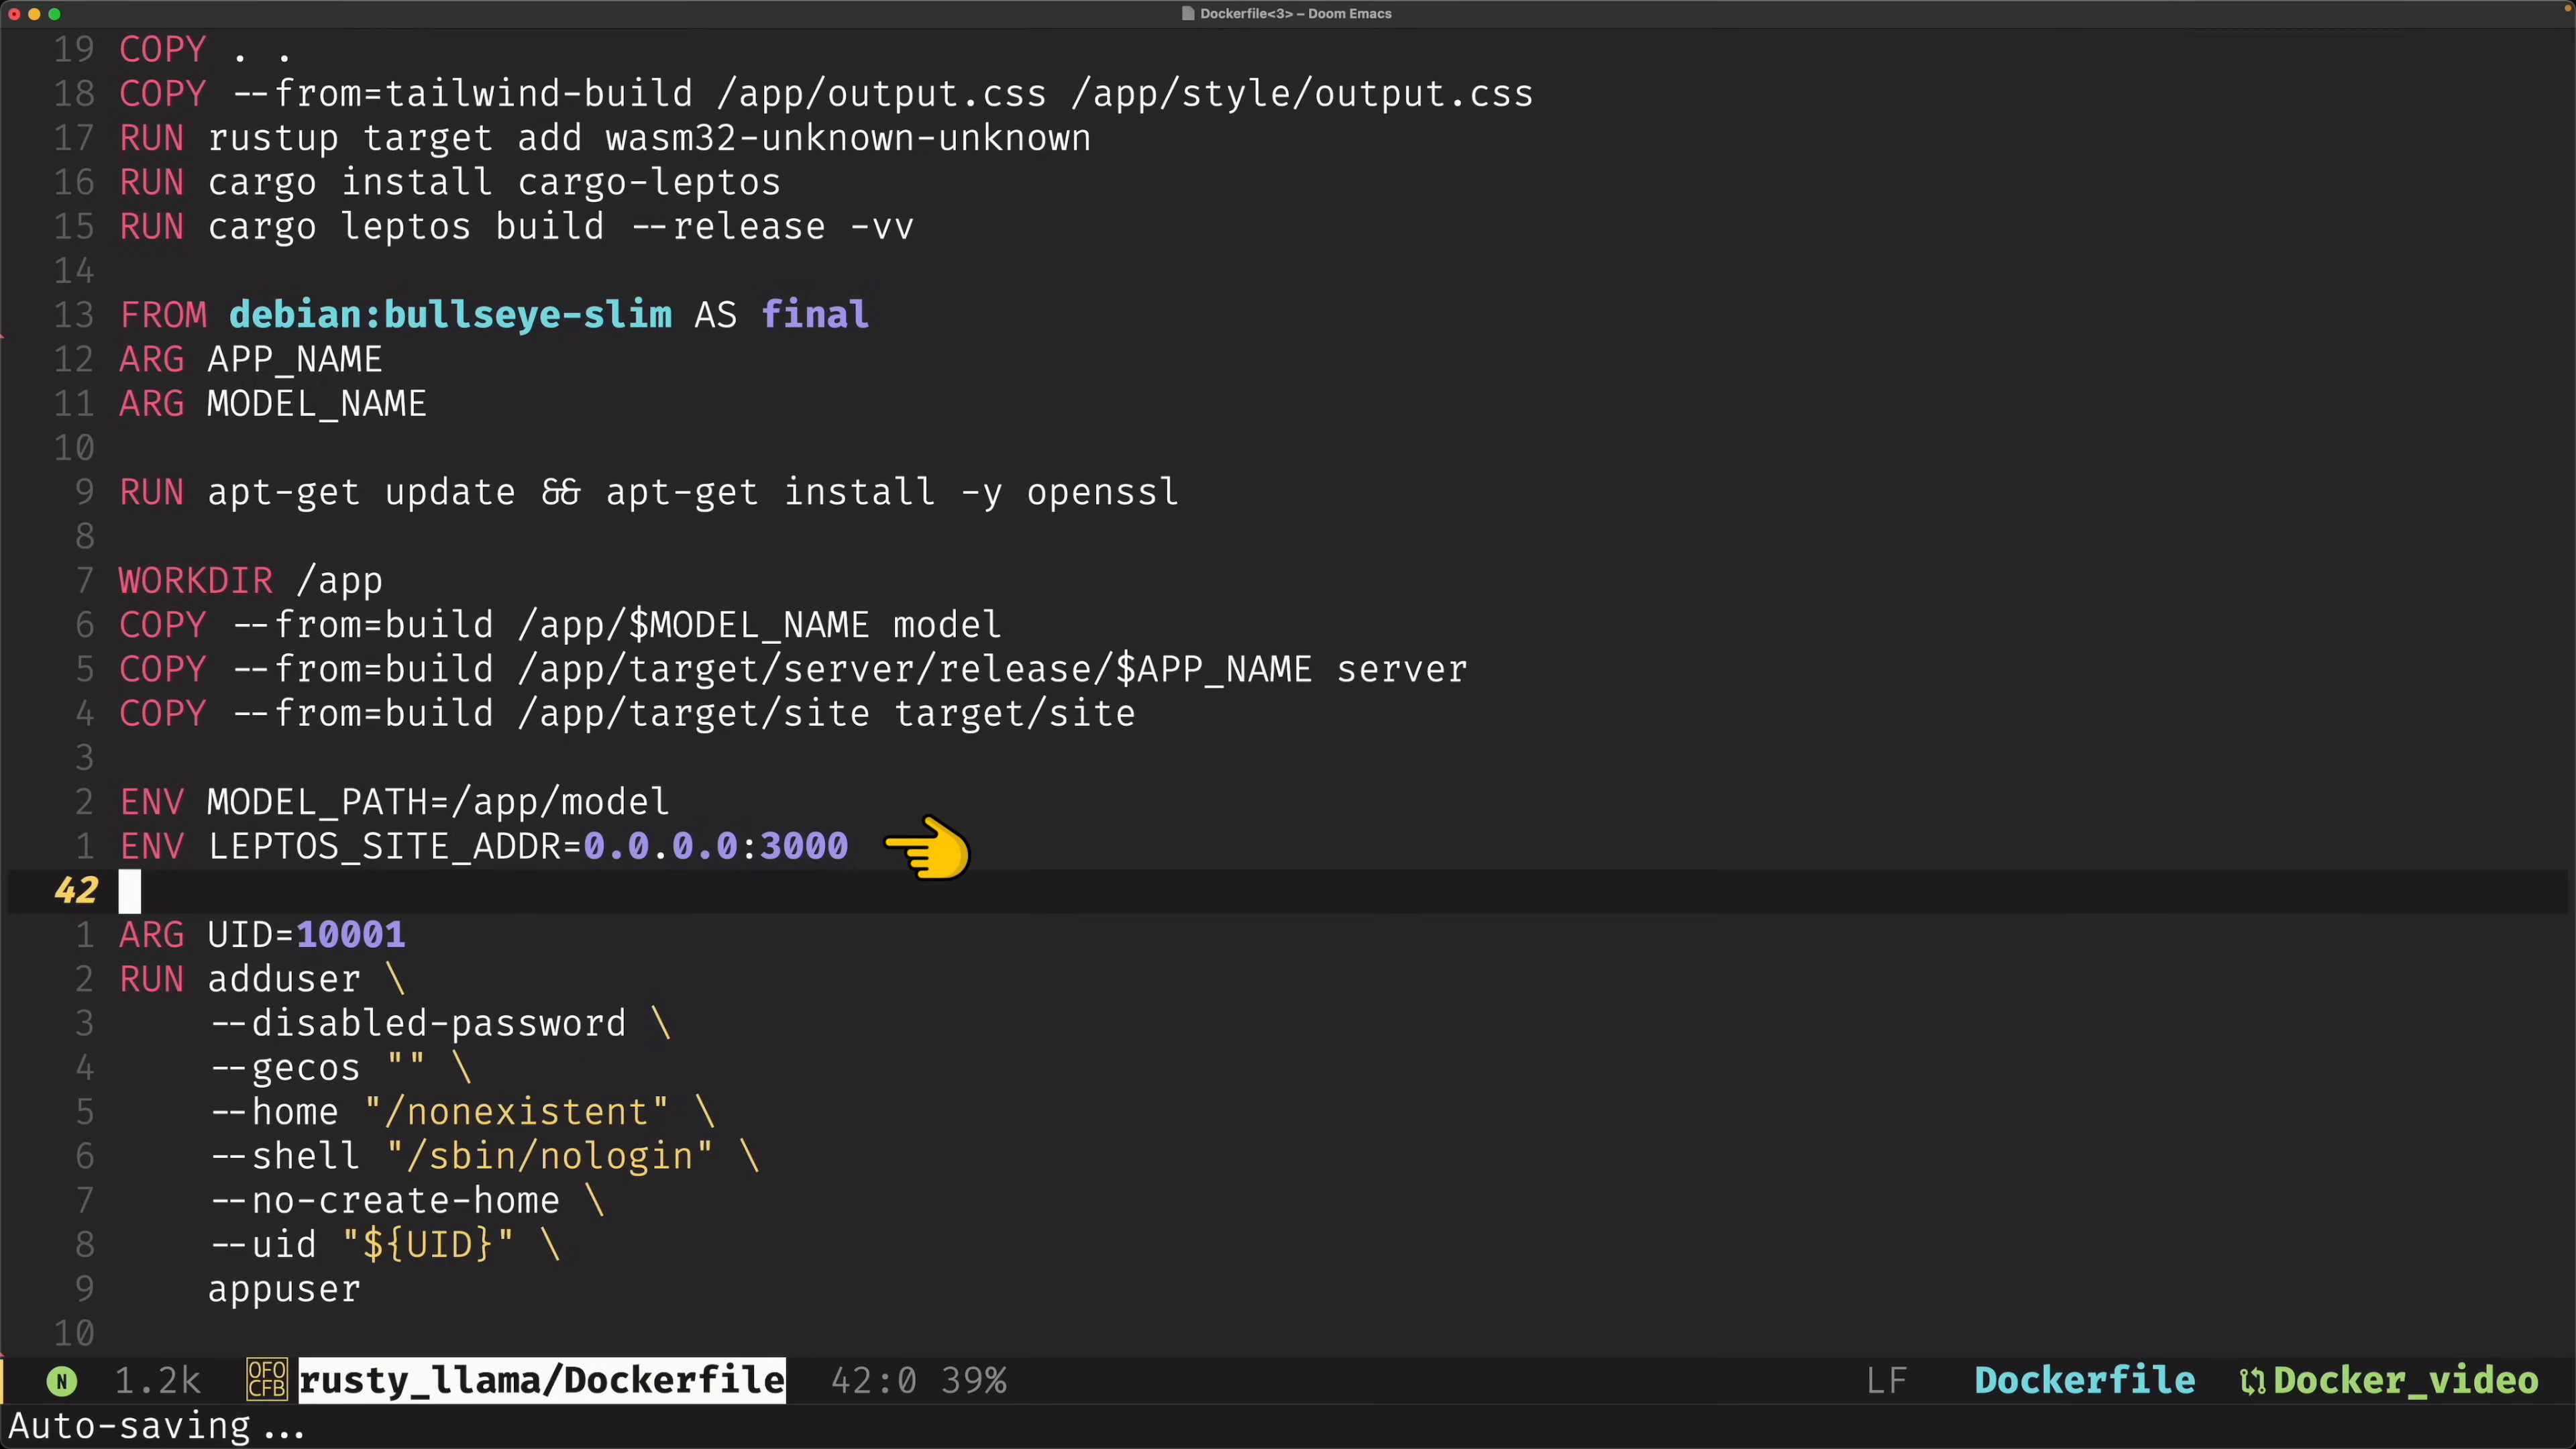 Dockerfile<3> – Doom Emacs
19 COPY . .
18 COPY --from=tailwind-build /app/output.css /app/style/output.css
17 RUN rustup target add wasm32-unknown-unknown
16 RUN cargo install cargo-leptos
15 RUN cargo leptos build --release -vv
14
13 FROM debian:bullseye-slim AS final
12 ARG APP_NAME
11 ARG MODEL_NAME
10
9 RUN apt-get update && apt-get install -y openssl
8
7 WORKDIR /app
6 COPY --from=build /app/$MODEL_NAME model
5 COPY --from=build /app/target/server/release/$APP_NAME server
4 COPY --from=build /app/target/site target/site
3
2 ENV MODEL_PATH=/app/model
1 ENV LEPTOS_SITE_ADDR=0.0.0.0:3000
42
1 ARG UID=10001
2 RUN adduser \
3 --disabled-password \
4 --gecos "" \
5 --home "/nonexistent" \
6 --shell "/sbin/nologin" \
7 --no-create-home \
8 --uid "${UID}" \
9 appuser
10
N 1.2k 0F0CFB rusty_llama/Dockerfile 42:0 39% LF Dockerfile Docker_video
Auto-saving...